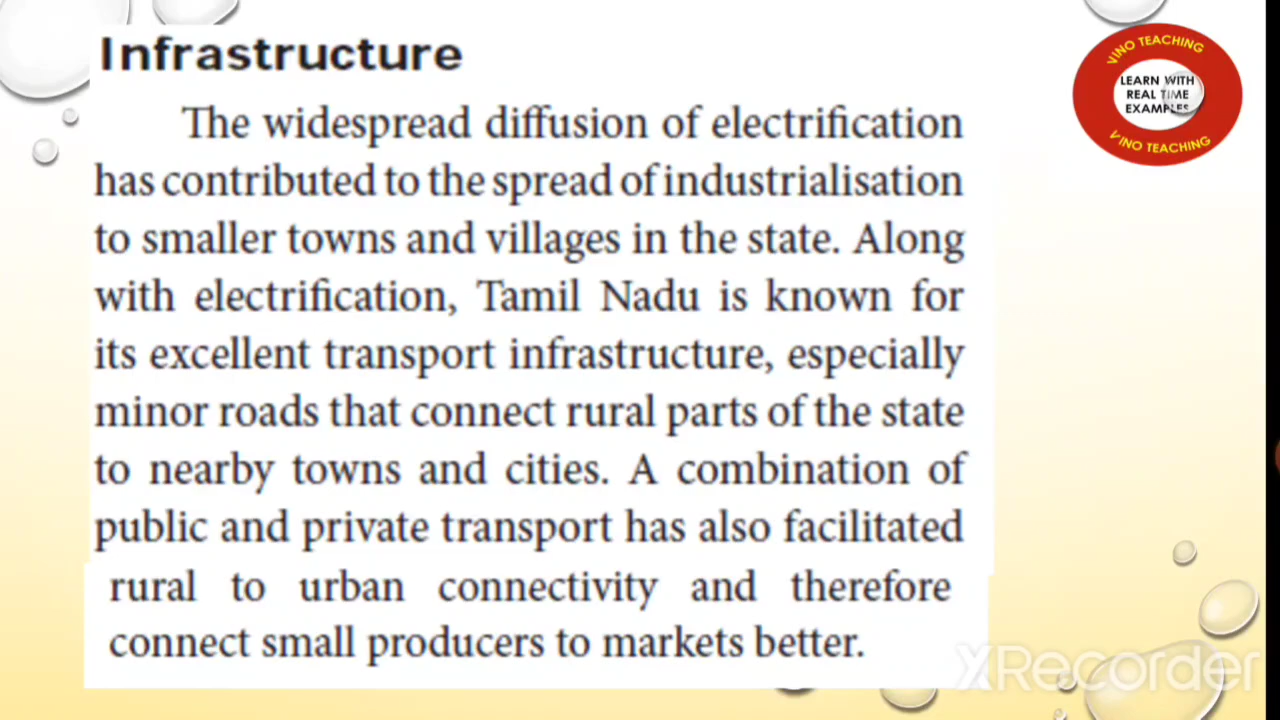 Infrastructure
The widespread diffusion of electrification
has contributed to the spread of industrialisation
to smaller towns and villages in the state. Along
with electrification, Tamil Nadu is known for
its excellent transport infrastructure, especially
minor roads that connect rural parts of the state
to nearby towns and cities. A combination of
public and private transport has also facilitated
rural to urban connectivity and therefore
connect small producers to markets better.
VINO TEACHING
LEARN WITH
REAL TIME
EXAMPLES
VINO TEACHING
XRecorder